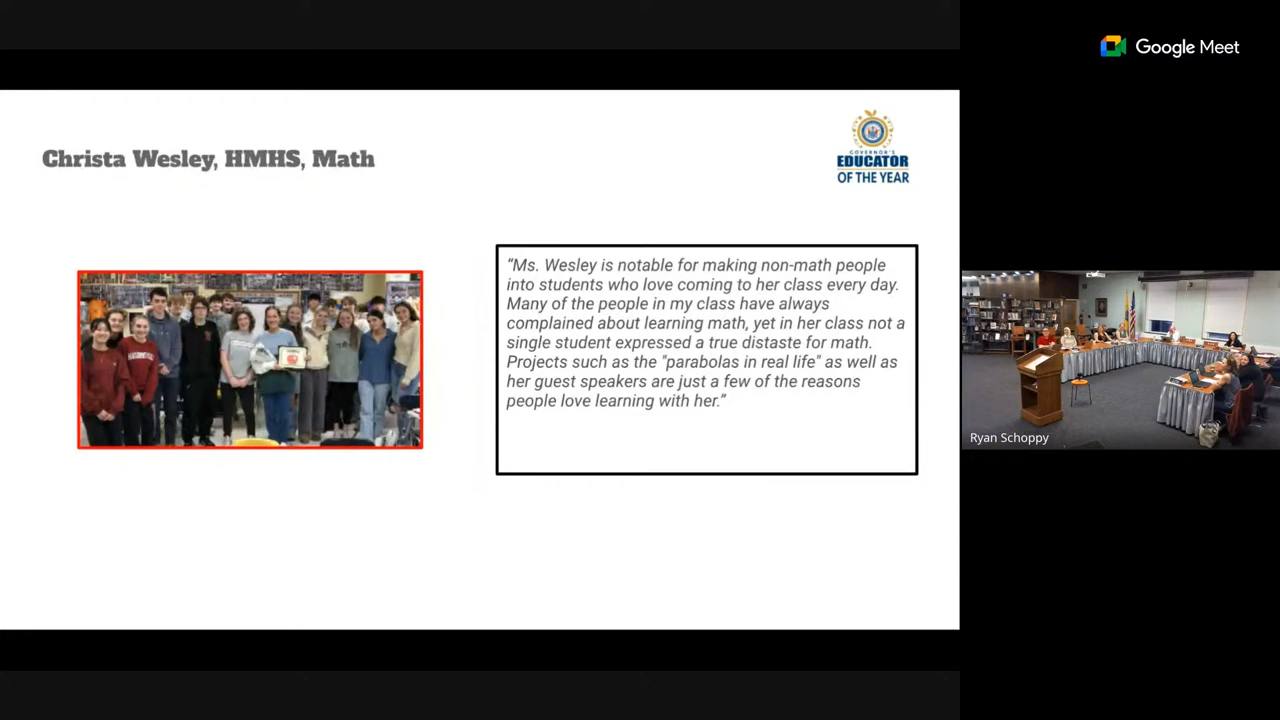 Google Meet
Christa Wesley, HMHS, Math
GOVERNOR'S
EDUCATOR
OF THE YEAR
“Ms. Wesley is notable for making non-math people
into students who love coming to her class every day.
Many of the people in my class have always
complained about learning math, yet in her class not a
single student expressed a true distaste for math.
Projects such as the "parabolas in real life" as well as
her guest speakers are just a few of the reasons
people love learning with her.”
Ryan Schoppy